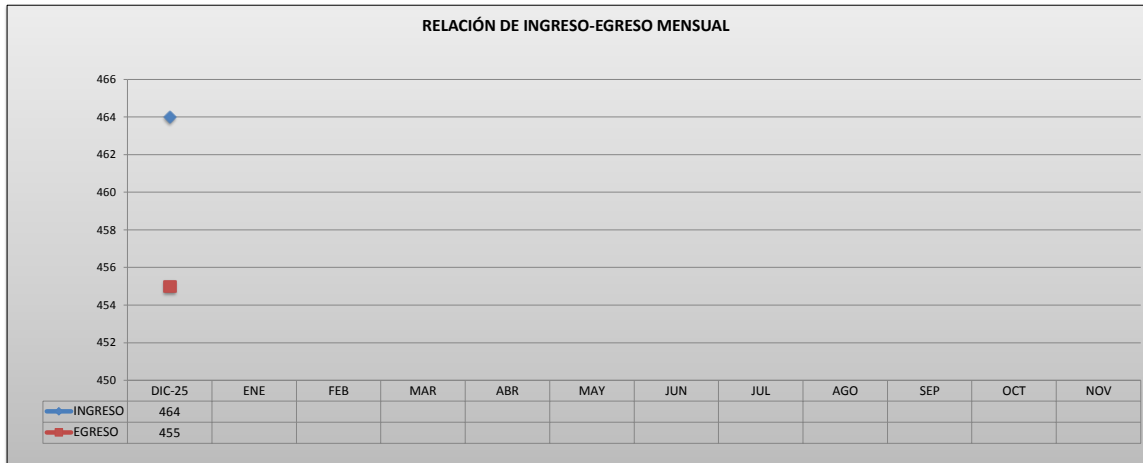 RELACIÓN DE INGRESO-EGRESO MENSUAL
466
464
462
460
458
456
454
452
450
DIC-25 ENE FEB MAR ABR MAY JUN JUL AGO SEP OCT NOV
INGRESO 464
EGRESO 455